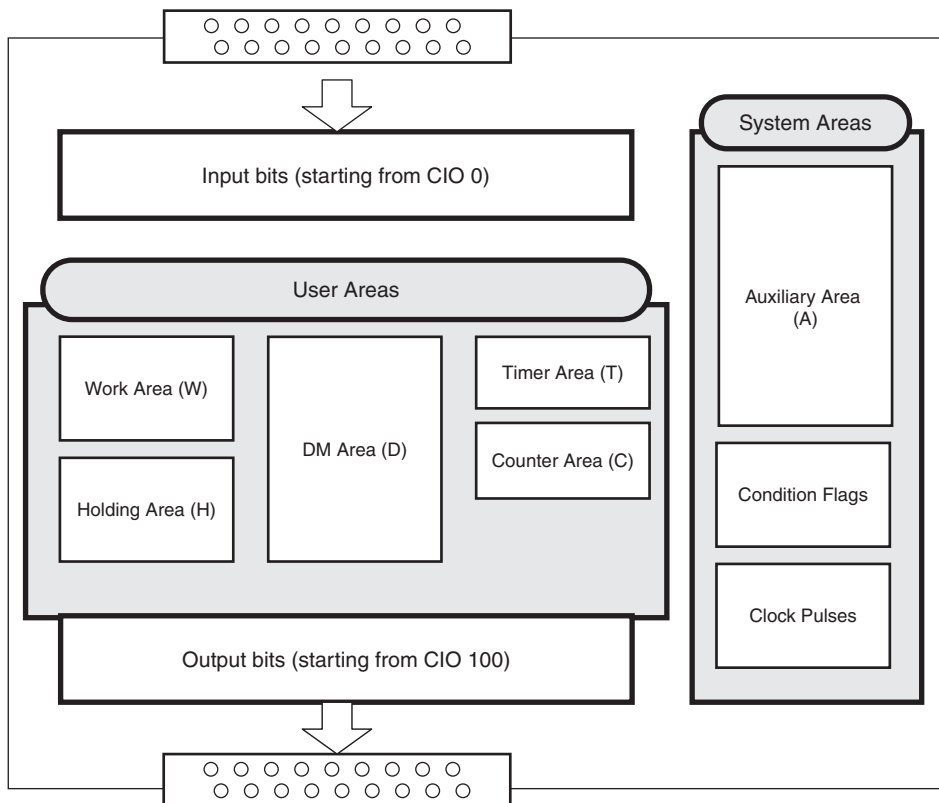 Input bits (starting from CIO 0)
User Areas
Work Area (W)
Holding Area (H)
DM Area (D)
Timer Area (T)
Counter Area (C)
Output bits (starting from CIO 100)
System Areas
Auxiliary Area
(A)
Condition Flags
Clock Pulses